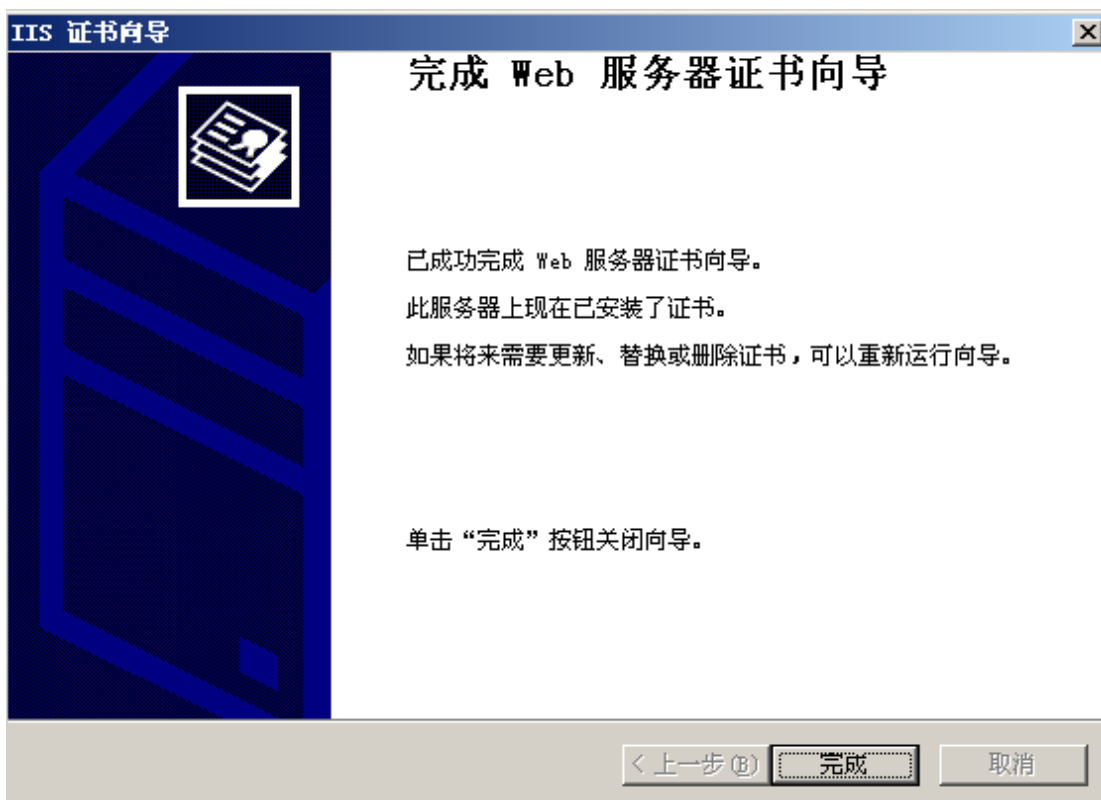 IIS 证书向导
完成 Web 服务器证书向导
已成功完成 Web 服务器证书向导。
此服务器上现在已安装了证书。
如果将来需要更新、替换或删除证书，可以重新运行向导。
单击“完成”按钮关闭向导。
< 上一步(B) 完成 取消